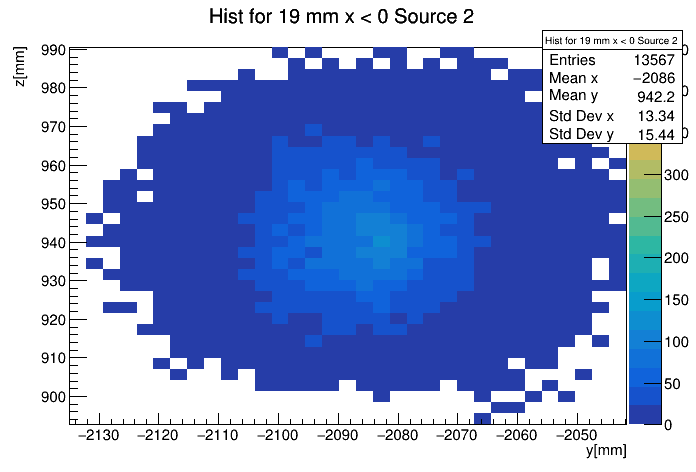 Hist for 19 mm x < 0 Source 2
z[mm]
990
980
970
960
950
940
930
920
910
900
−2130 −2120 −2110 −2100 −2090 −2080 −2070 −2060 −2050
y[mm]
Hist for 19 mm x < 0 Source 2
Entries 13567
Mean x −2086
Mean y 942.2
Std Dev x 13.34
Std Dev y 15.44
0
0
300
250
200
150
100
50
0